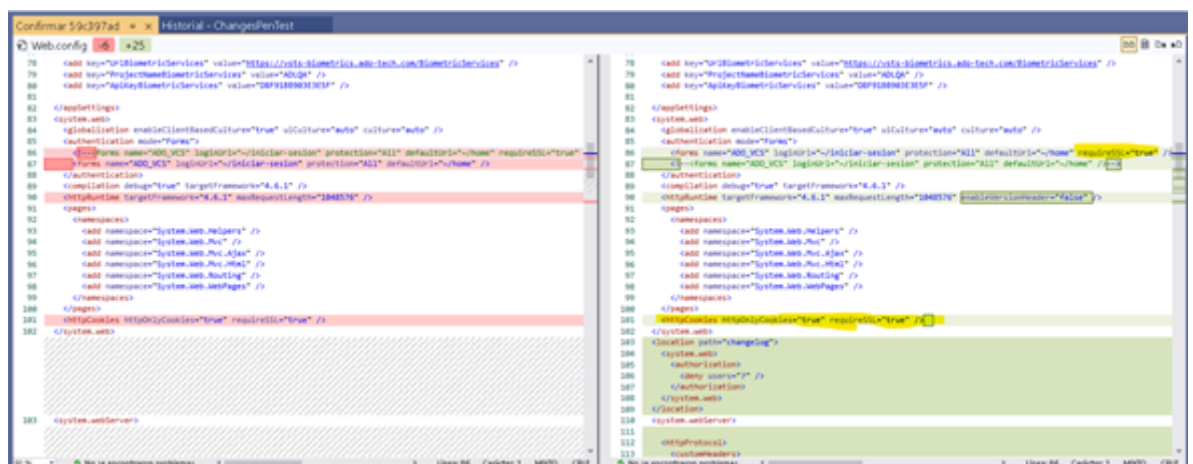 Confirmar 59c397ad
Historial - ChangesPenTest
Web.config -6 +25
78 <add key="UrlBiometricServices" value="https://vsts-biometrics.ado-tech.com/BiometricServices" />
79 <add key="ProjectNameBiometricServices" value="ADLQA" />
80 <add key="ApiKeyBiometricServices" />
81
82 </appSettings>
83 <system.web>
84 <globalization enableClientBasedCulture="true" uiCulture="auto" culture="auto" />
85 <authentication mode="Forms">
86 <!--<forms name="ADO_VCS" loginUrl="~/iniciar-sesion" protection="All" defaultUrl="~/home" requireSSL="true"
87 <forms name="ADO_VCS" loginUrl="~/iniciar-sesion" protection="All" defaultUrl="~/home" />
88 </authentication>
89 <compilation debug="true" targetFramework="4.6.1" />
90 <httpRuntime targetFramework="4.6.1" maxRequestLength="1048576" />
91 <pages>
92 <namespaces>
93 <add namespace="System.Web.Helpers" />
94 <add namespace="System.Web.Mvc" />
95 <add namespace="System.Web.Mvc.Ajax" />
96 <add namespace="System.Web.Mvc.Html" />
97 <add namespace="System.Web.Routing" />
98 <add namespace="System.Web.WebPages" />
99 </namespaces>
100 </pages>
101 <httpCookies httpOnlyCookies="true" requireSSL="true" />
102 </system.web>
103 <system.webServer>
78 <add key="UrlBiometricServices" value="https://vsts-biometrics.ado-tech.com/BiometricServices" />
79 <add key="ProjectNameBiometricServices" value="ADLQA" />
80 <add key="ApiKeyBiometricServices" />
81
82 </appSettings>
83 <system.web>
84 <globalization enableClientBasedCulture="true" uiCulture="auto" culture="auto" />
85 <authentication mode="Forms">
86 <forms name="ADO_VCS" loginUrl="~/iniciar-sesion" protection="All" defaultUrl="~/home" requireSSL="true" />
87 <!--<forms name="ADO_VCS" loginUrl="~/iniciar-sesion" protection="All" defaultUrl="~/home" />-->
88 </authentication>
89 <compilation debug="true" targetFramework="4.6.1" />
90 <httpRuntime targetFramework="4.6.1" maxRequestLength="1048576" enableVersionHeader="false" />
91 <pages>
92 <namespaces>
93 <add namespace="System.Web.Helpers" />
94 <add namespace="System.Web.Mvc" />
95 <add namespace="System.Web.Mvc.Ajax" />
96 <add namespace="System.Web.Mvc.Html" />
97 <add namespace="System.Web.Routing" />
98 <add namespace="System.Web.WebPages" />
99 </namespaces>
100 </pages>
101 <httpCookies httpOnlyCookies="true" requireSSL="true" />
102 </system.web>
103 <location path="changelog">
104 <system.web>
105 <authorization>
106 <deny users="?" />
107 </authorization>
108 </system.web>
109 </location>
110 <system.webServer>
111
112 <httpProtocol>
113 <customHeaders>